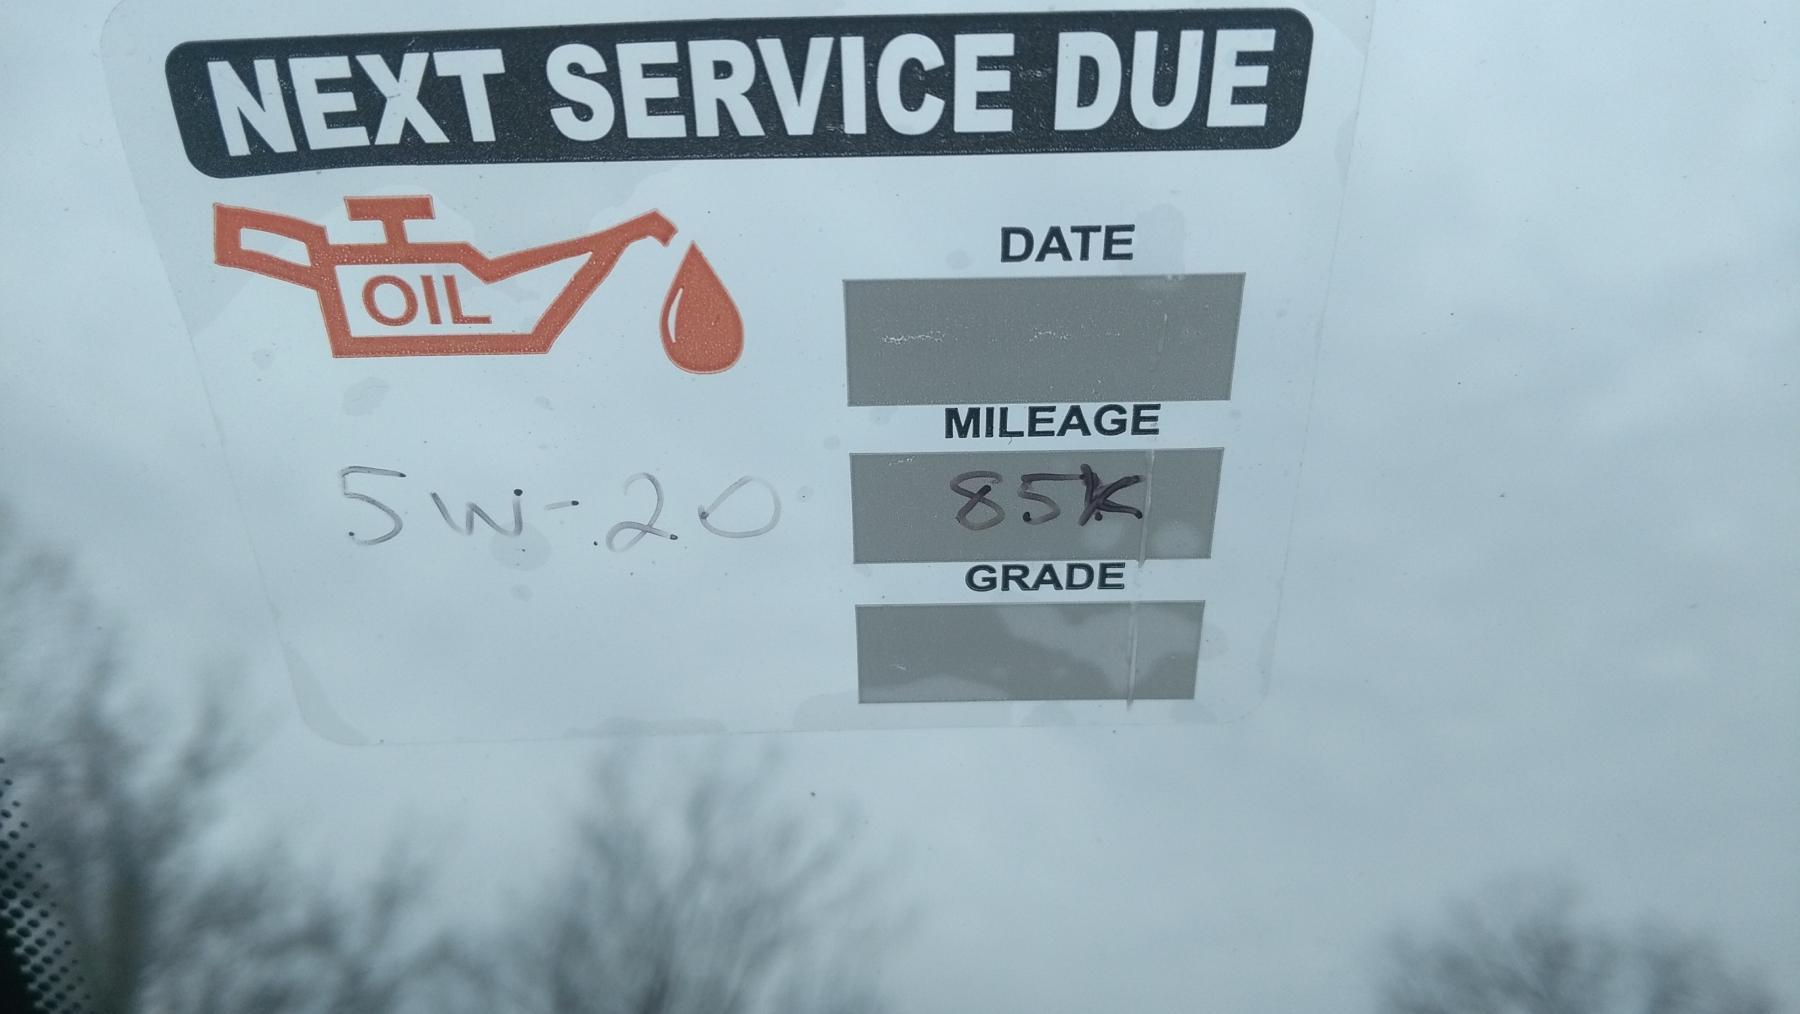 NEXT SERVICE DUE
OIL
DATE
MILEAGE
5W-20
85K
GRADE